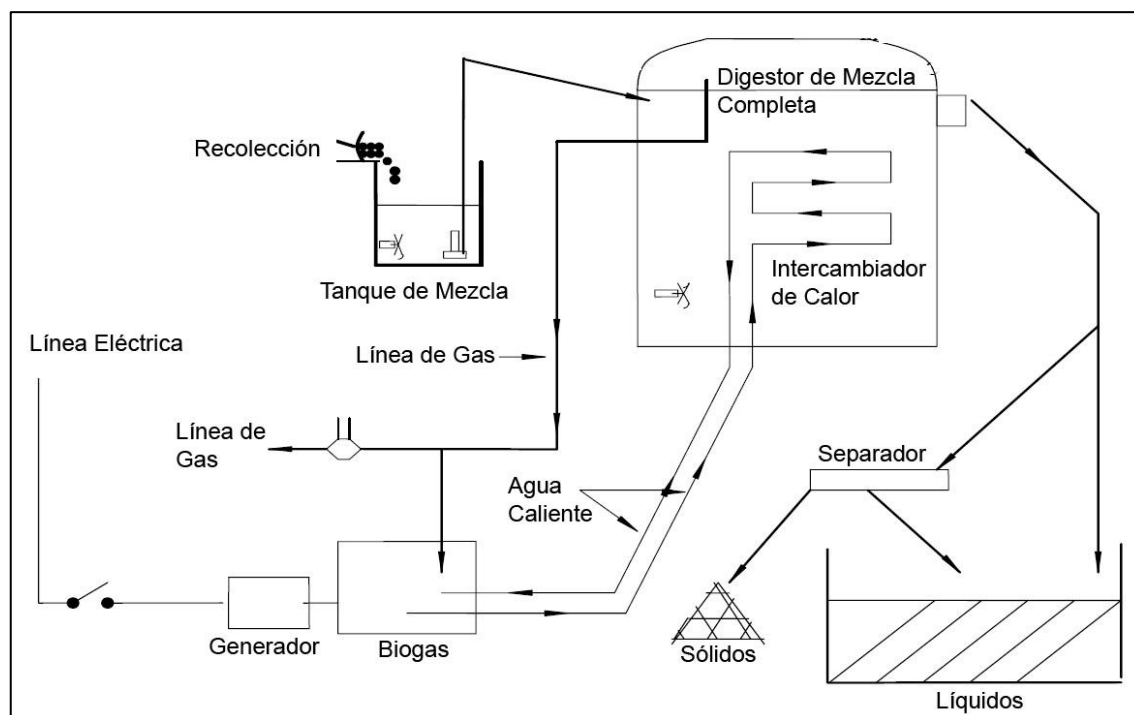 Digestor de Mezcla
Completa
Recolección
Tanque de Mezcla
Intercambiador
de Calor
Línea Eléctrica
Línea de Gas
Línea de
Gas
Separador
Agua
Caliente
Generador
Biogas
Sólidos
Líquidos